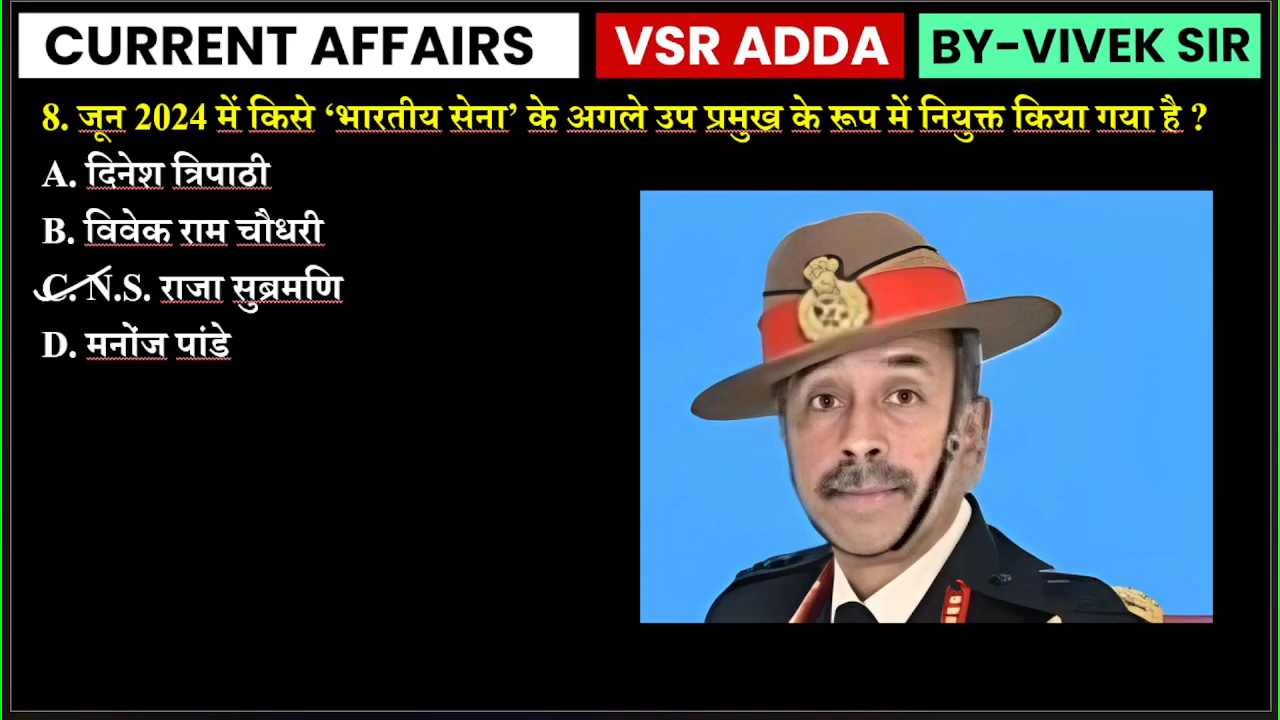 CURRENT AFFAIRS VSR ADDA BY-VIVEK SIR
8. जून 2024 में किसे ‘भारतीय सेना’ के अगले उप प्रमुख के रूप में नियुक्त किया गया है ?
A. दिनेश त्रिपाठी
B. विवेक राम चौधरी
C. N.S. राजा सुब्रमणि
D. मनोंज पांडे